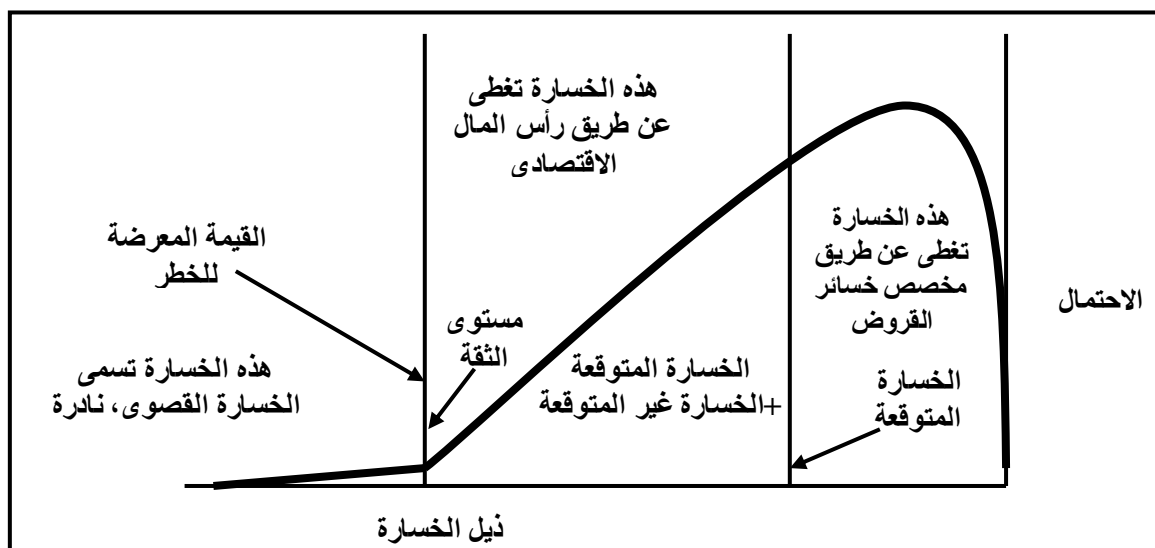 هذه الخسارة تغطى
عن طريق رأس المال
الاقتصادى
هذه الخسارة
تغطى عن طريق
مخصص خسائر
القروض
الاحتمال
القيمة المعرضة
للخطر
مستوى
الثقة
الخسارة المتوقعة
+الخسارة غير المتوقعة
الخسارة
المتوقعة
هذه الخسارة تسمى
الخسارة القصوى، نادرة
ذيل الخسارة